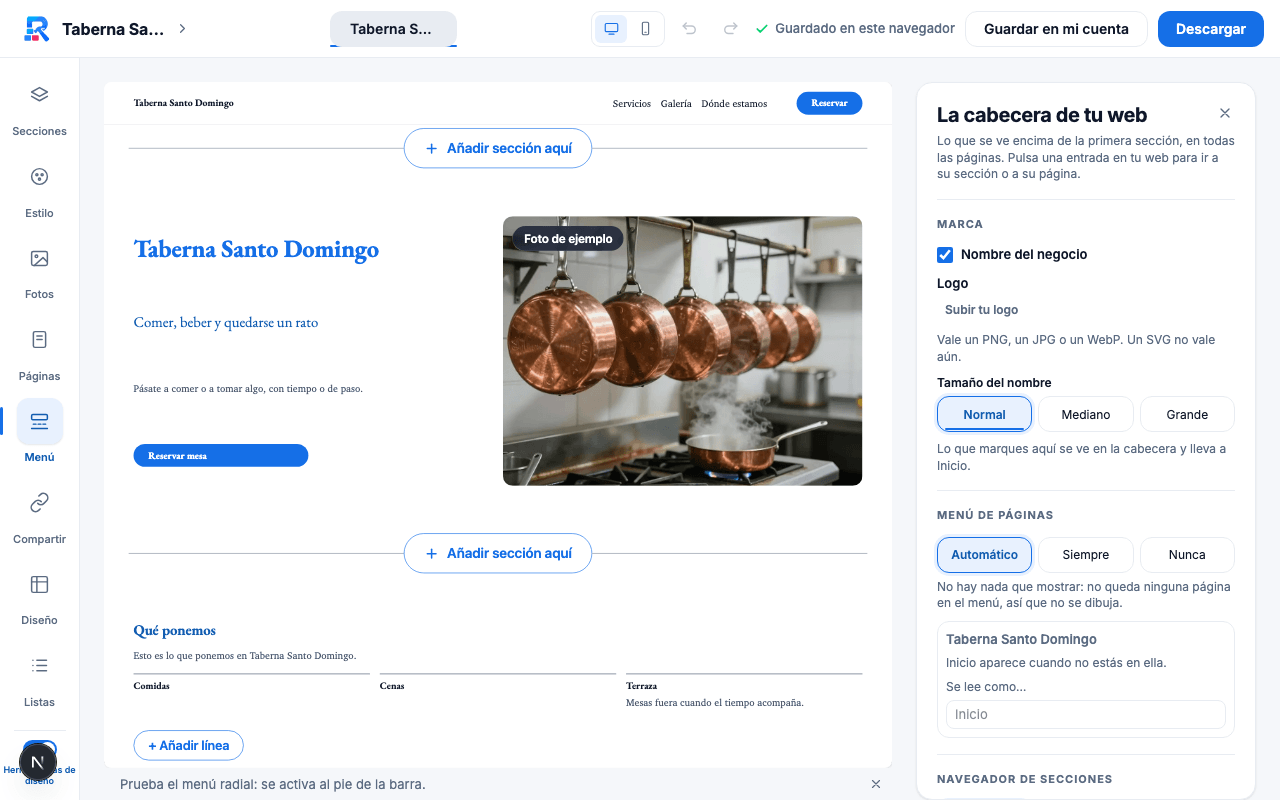 Taberna Sa...
Taberna S...
Guardado en este navegador
Guardar en mi cuenta
Descargar
Secciones
Estilo
Fotos
Páginas
Menú
Compartir
Diseño
Listas
diseño
Taberna Santo Domingo
Servicios
Galería
Dónde estamos
Reservar
+ Añadir sección aquí
Taberna Santo Domingo
Foto de ejemplo
Comer, beber y quedarse un rato
Pásate a comer o a tomar algo, con tiempo o de paso.
Reservar mesa
+ Añadir sección aquí
Qué ponemos
Esto es lo que ponemos en Taberna Santo Domingo.
Comidas
Cenas
Terraza
Mesas fuera cuando el tiempo acompaña.
+ Añadir línea
Prueba el menú radial: se activa al pie de la barra.
La cabecera de tu web
Lo que se ve encima de la primera sección, en todas
las páginas. Pulsa una entrada en tu web para ir a
su sección o a su página.
MARCA
Nombre del negocio
Logo
Subir tu logo
Vale un PNG, un JPG o un WebP. Un SVG no vale
aún.
Tamaño del nombre
Normal
Mediano
Grande
Lo que marques aquí se ve en la cabecera y lleva a
Inicio.
MENÚ DE PÁGINAS
Automático
Siempre
Nunca
No hay nada que mostrar: no queda ninguna página
en el menú, así que no se dibuja.
Taberna Santo Domingo
Inicio aparece cuando no estás en ella.
Se lee como...
Inicio
NAVEGADOR DE SECCIONES